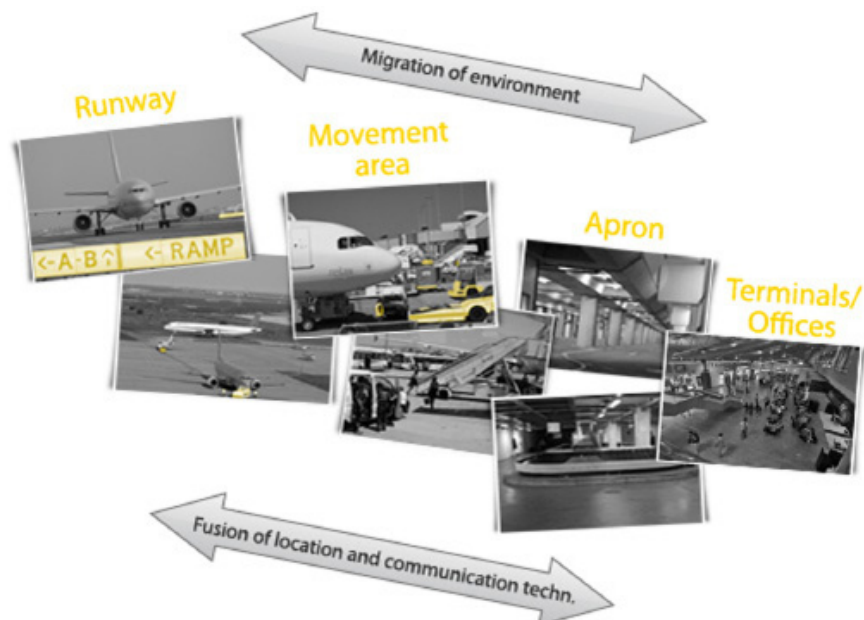 Migration of environment
Runway
Movement
area
Apron
Terminals/
Offices
<-A-B^
<- RAMP
Fusion of location and communication techn.